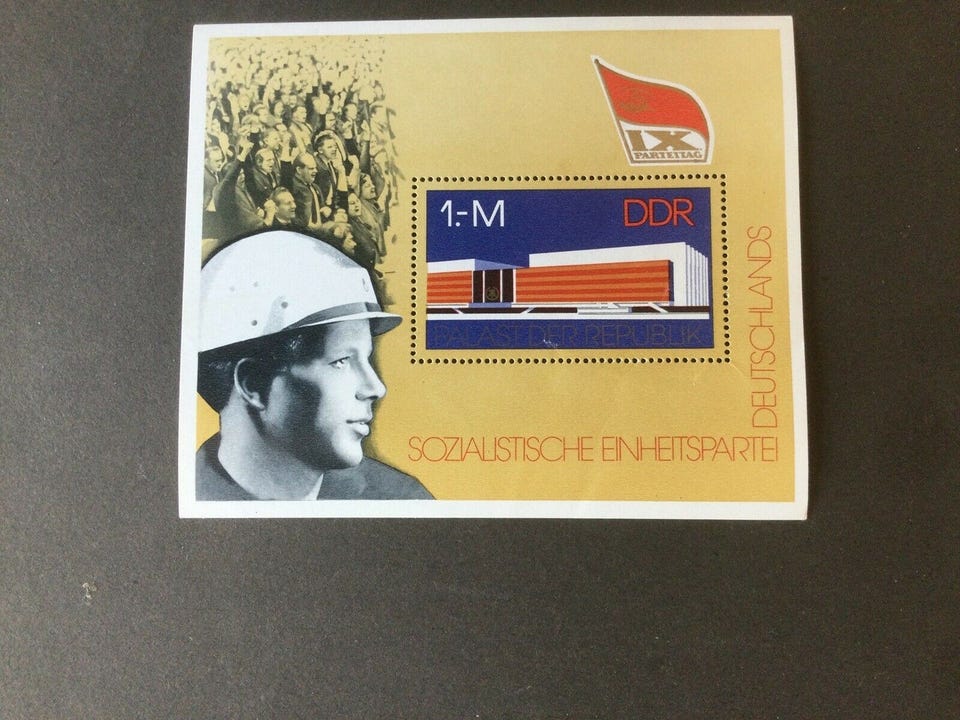 IX.
PARTEITAG
1.-M
DDR
PALAST DER REPUBLIK
SOZIALISTISCHE EINHEITSPARTEI
DEUTSCHLANDS